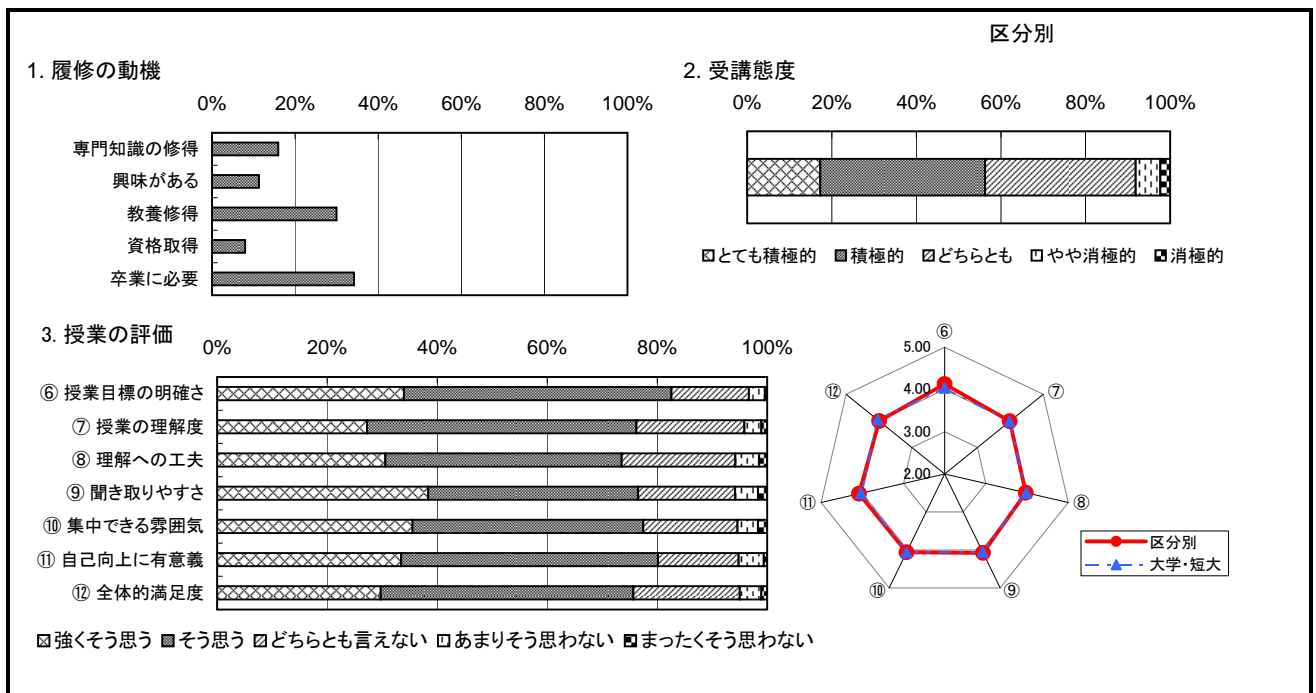 区分別
1. 履修の動機
0% 20% 40% 60% 80% 100%
専門知識の修得
興味がある
教養修得
資格取得
卒業に必要
2. 受講態度
0% 20% 40% 60% 80% 100%
とても積極的 積極的 どちらとも やや消極的 消極的
3. 授業の評価
0% 20% 40% 60% 80% 100%
⑥ 授業目標の明確さ
⑦ 授業の理解度
⑧ 理解への工夫
⑨ 聞き取りやすさ
⑩ 集中できる雰囲気
⑪ 自己向上に有意義
⑫ 全体的満足度
強くそう思う そう思う どちらとも言えない あまりそう思わない まったくそう思わない
⑥
5.00
⑫ 4.00 ⑦
3.00
2.00
⑪ ⑧
⑩ ⑨
区分別
大学・短大